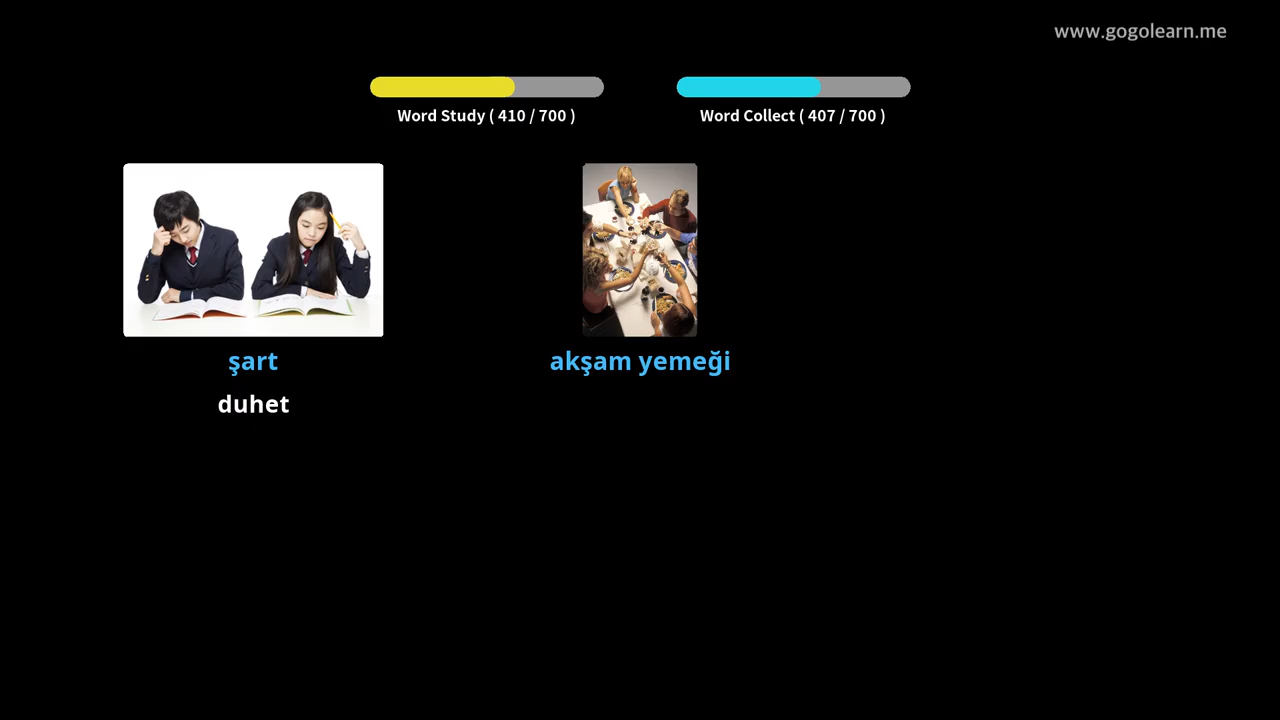 www.gogolearn.me
Word Study ( 410 / 700 )
Word Collect ( 407 / 700 )
şart
akşam yemeği
duhet